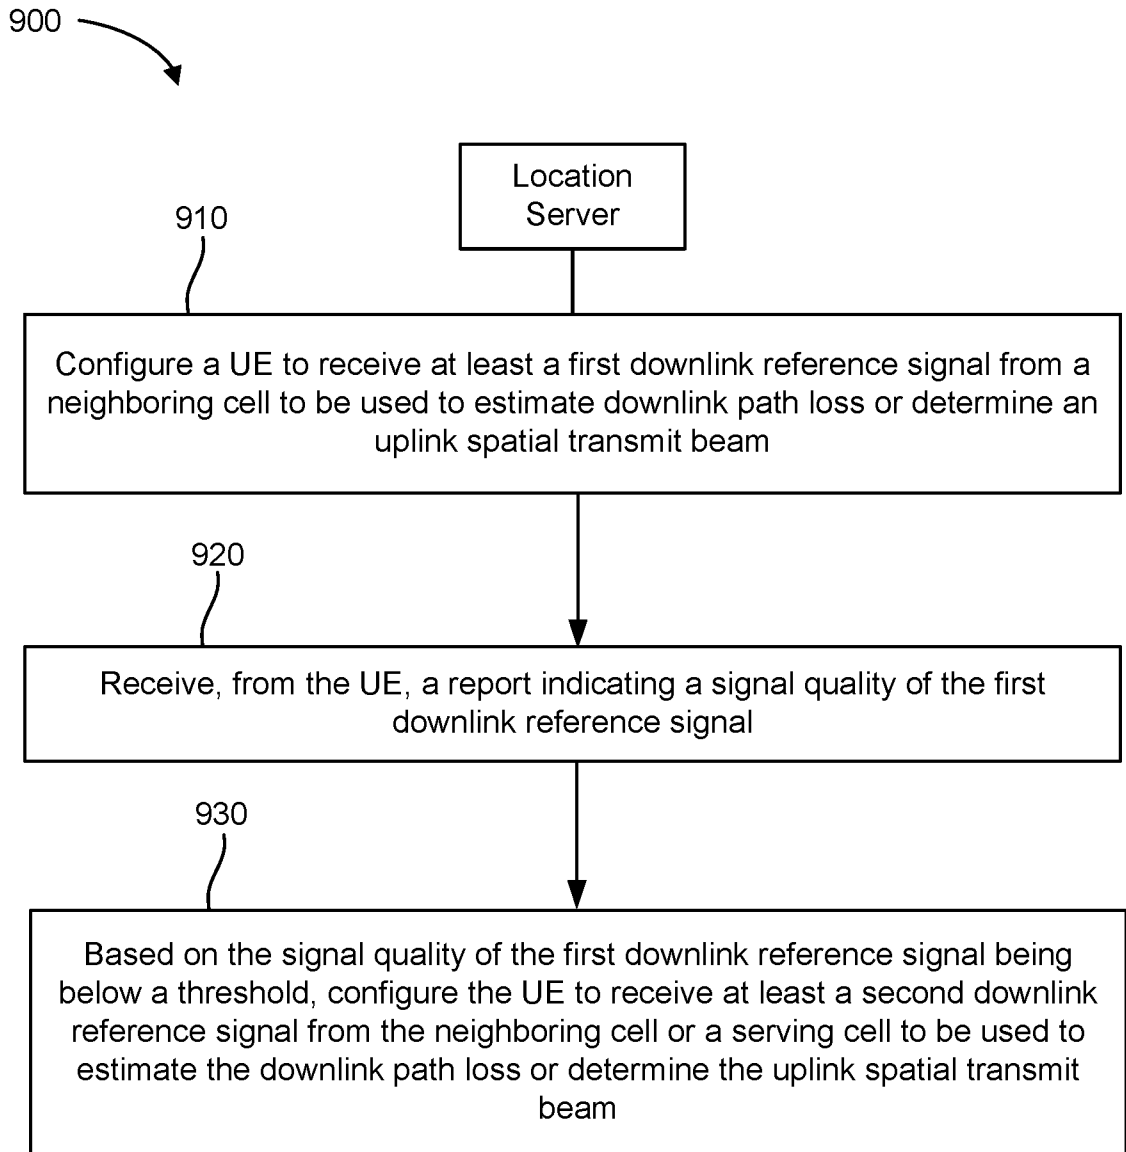 900
Location
Server
910
Configure a UE to receive at least a first downlink reference signal from a
neighboring cell to be used to estimate downlink path loss or determine an
uplink spatial transmit beam
920
Receive, from the UE, a report indicating a signal quality of the first
downlink reference signal
930
Based on the signal quality of the first downlink reference signal being
below a threshold, configure the UE to receive at least a second downlink
reference signal from the neighboring cell or a serving cell to be used to
estimate the downlink path loss or determine the uplink spatial transmit
beam